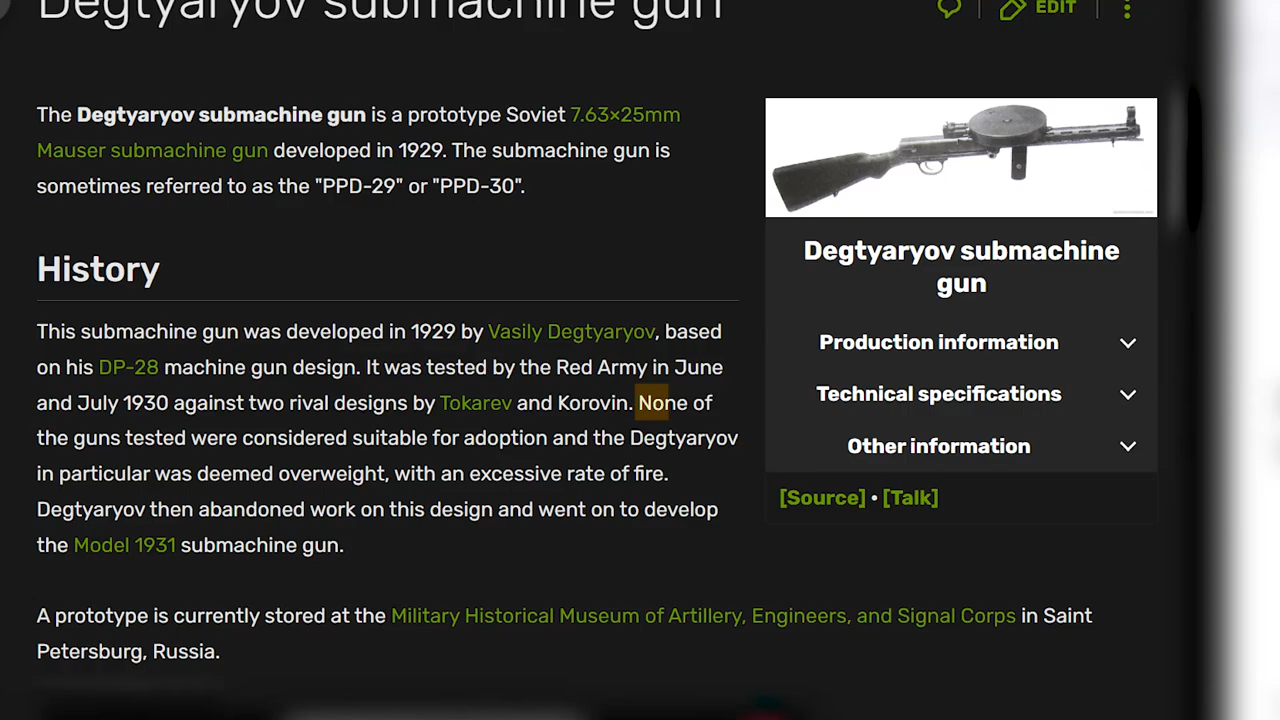 Degtyaryov submachine gun
EDIT
The Degtyaryov submachine gun is a prototype Soviet 7.63×25mm
Mauser submachine gun developed in 1929. The submachine gun is
sometimes referred to as the "PPD-29" or "PPD-30".
History
This submachine gun was developed in 1929 by Vasily Degtyaryov, based
on his DP-28 machine gun design. It was tested by the Red Army in June
and July 1930 against two rival designs by Tokarev and Korovin. None of
the guns tested were considered suitable for adoption and the Degtyaryov
in particular was deemed overweight, with an excessive rate of fire.
Degtyaryov then abandoned work on this design and went on to develop
the Model 1931 submachine gun.
A prototype is currently stored at the Military Historical Museum of Artillery, Engineers, and Signal Corps in Saint
Petersburg, Russia.
Degtyaryov submachine
gun
Production information
Technical specifications
Other information
[Source] • [Talk]